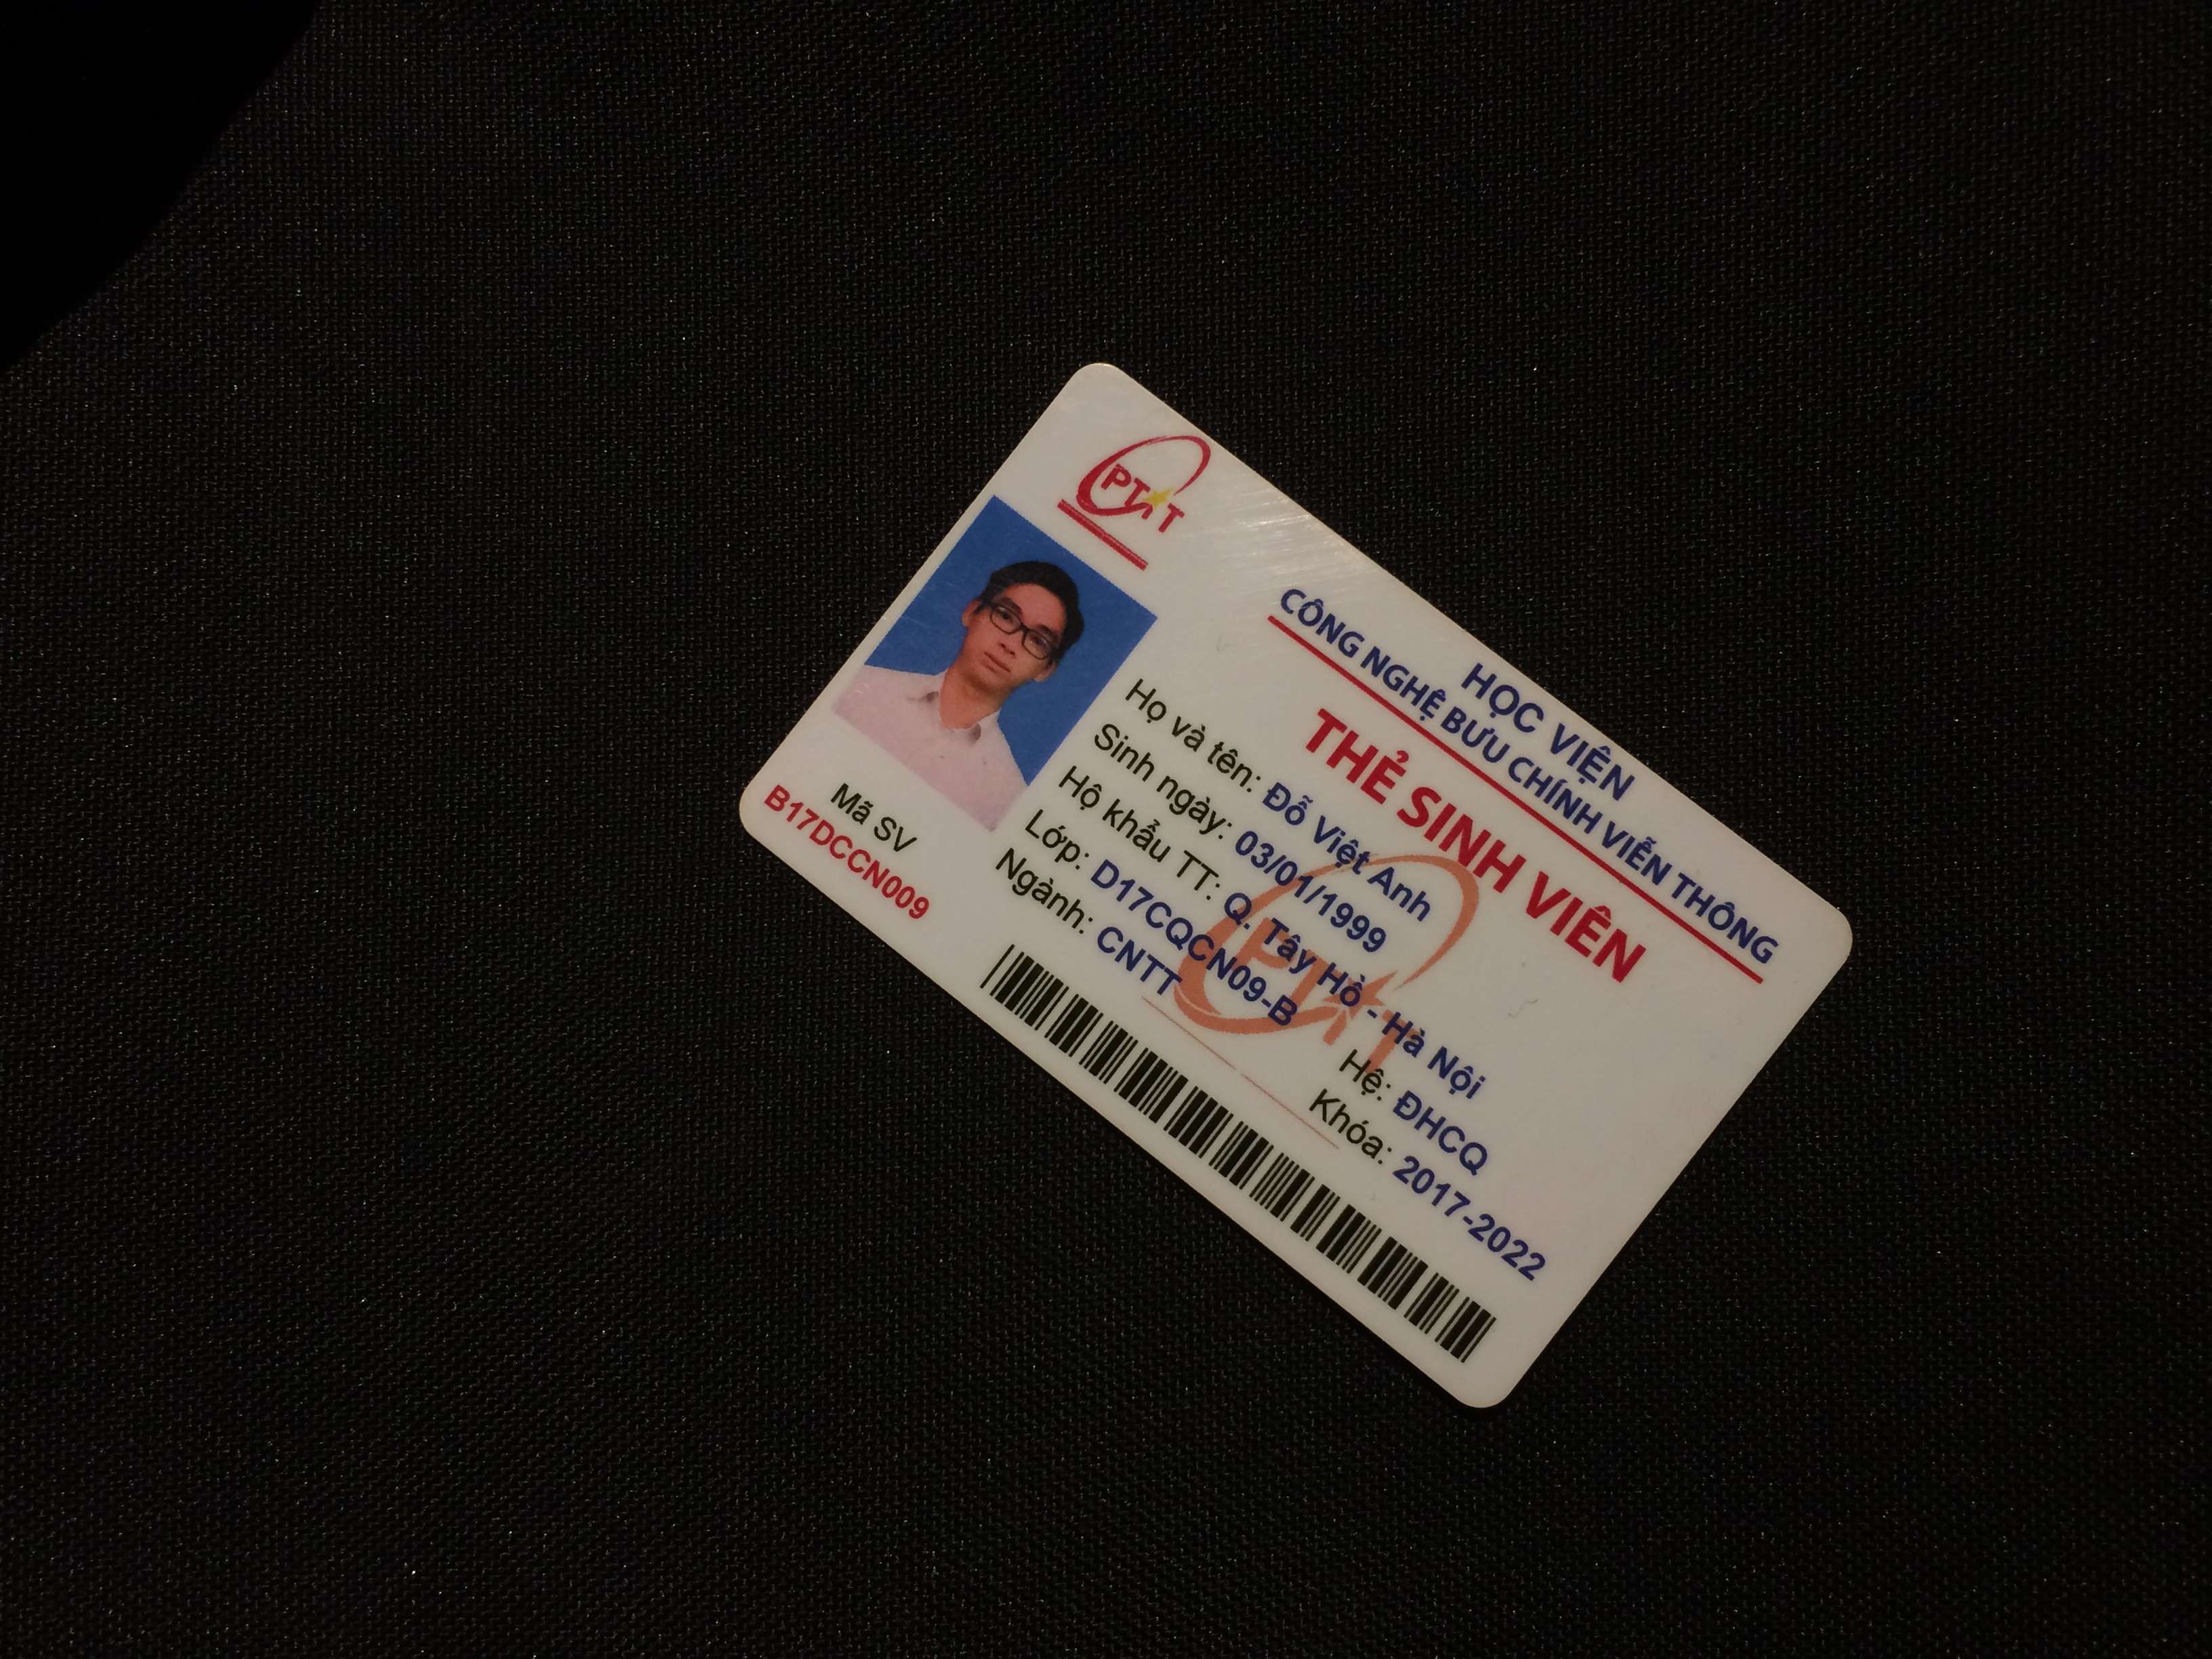 PTIT
HỌC VIỆN
CÔNG NGHỆ BƯU CHÍNH VIỄN THÔNG
THẺ SINH VIÊN
Họ và tên: Đỗ Việt Anh
Sinh ngày: 03/01/1999
Hộ khẩu TT: Q. Tây Hồ - Hà Nội
Lớp: D17CQCN09-B Hệ: ĐHCQ
Ngành: CNTT Khóa: 2017-2022
Mã SV
B17DCCN009
PTIT